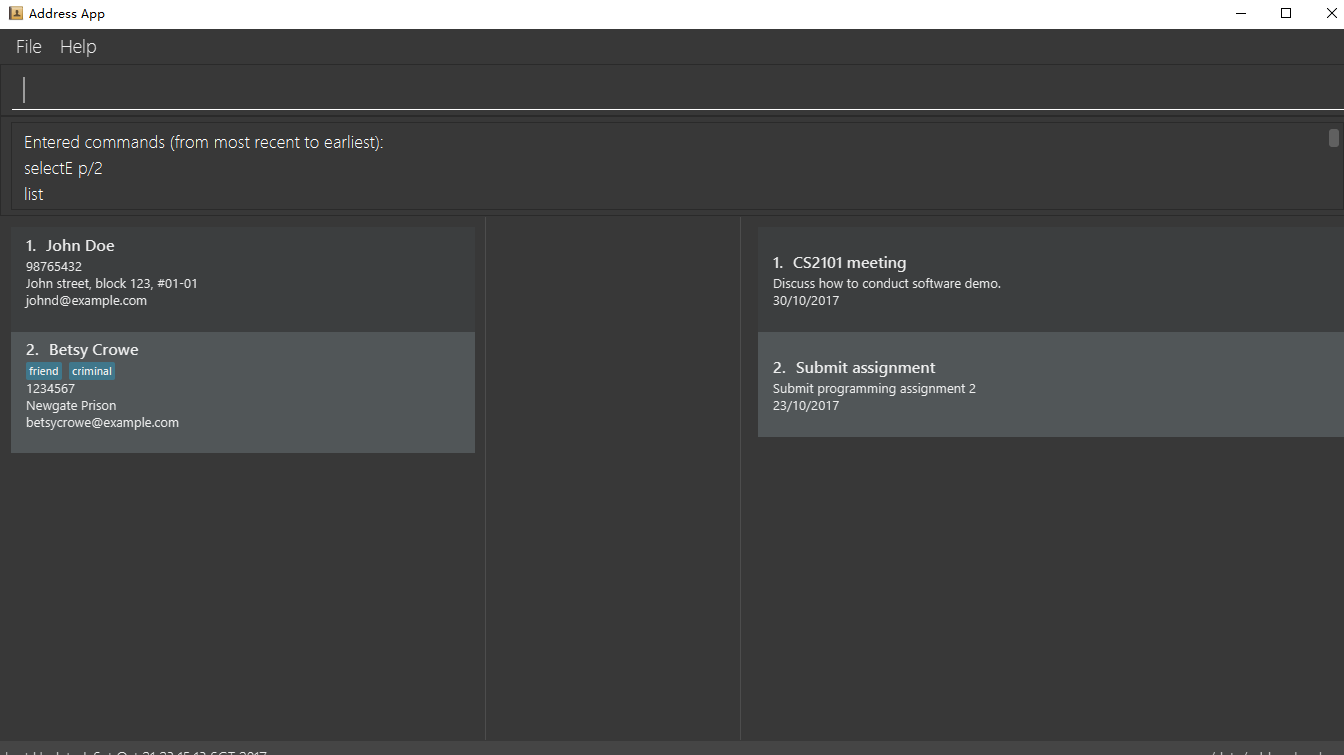 Address App
File Help
Entered commands (from most recent to earliest):
selectE p/2
list
1. John Doe
98765432
John street, block 123, #01-01
johnd@example.com
2. Betsy Crowe
friend criminal
1234567
Newgate Prison
betsycrowe@example.com
1. CS2101 meeting
Discuss how to conduct software demo.
30/10/2017
2. Submit assignment
Submit programming assignment 2
23/10/2017